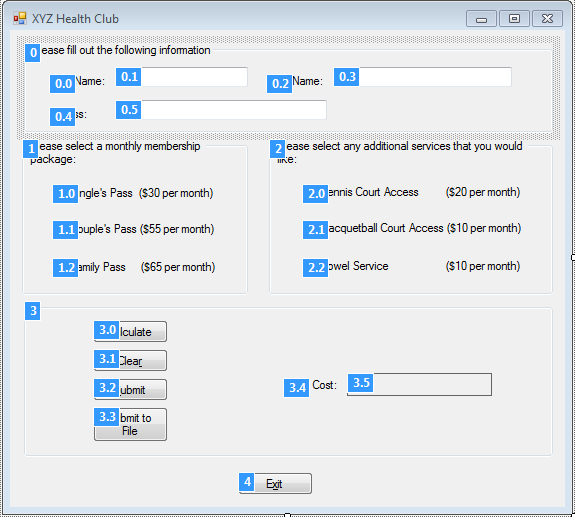 XYZ Health Club
0 ease fill out the following information
0.0 Name: 0.1 0.2 Name: 0.3
0.4 ss: 0.5
1 ease select a monthly membership
package:
1.0 ngle's Pass ($30 per month)
1.1 ouple's Pass ($55 per month)
1.2 amily Pass ($65 per month)
2 ease select any additional services that you would
like:
2.0 ennis Court Access ($20 per month)
2.1 acquetball Court Access ($10 per month)
2.2 owel Service ($10 per month)
3
3.0 lculate
3.1 Clear
3.2 ubmit
3.3 bmit to
File
3.4 Cost: 3.5
4 Exit